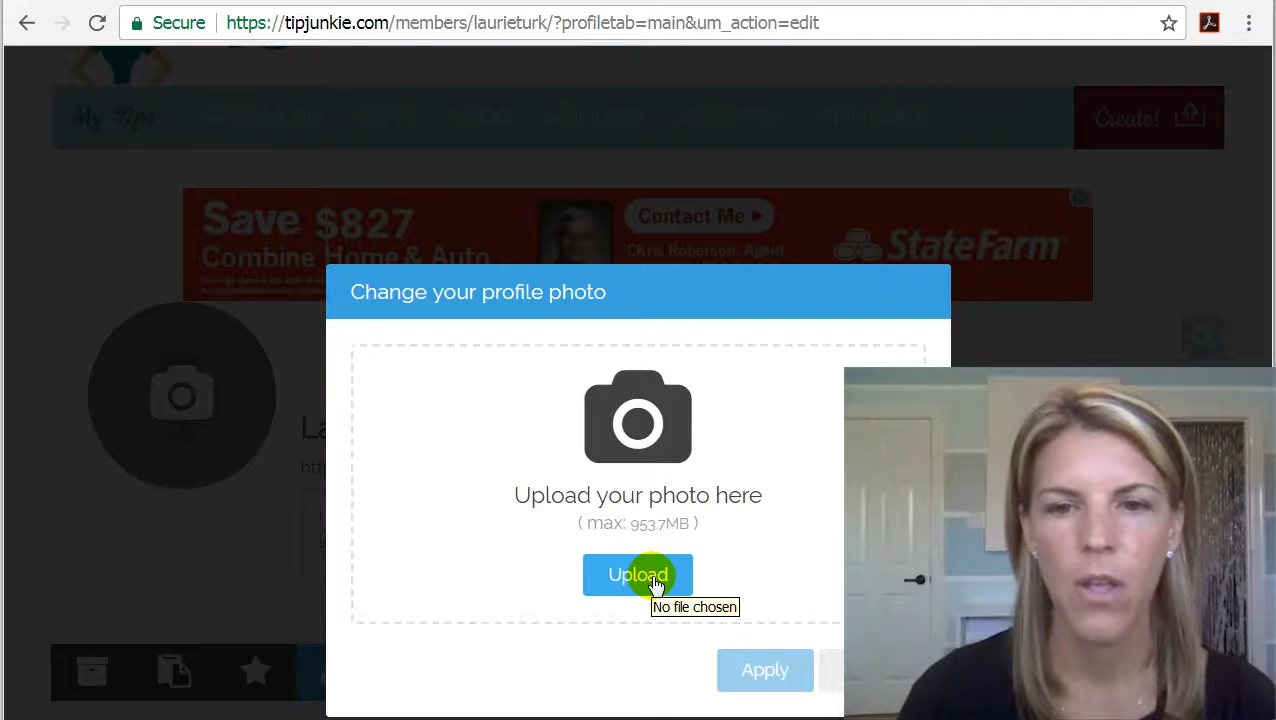 Secure
https://tipjunkie.com/members/laurieturk/?profiletab=main&um_action=edit
My Tips
Create!
Save $827
Combine Home & Auto
Contact Me
Chris Roberson, Agent
StateFarm
Change your profile photo
Upload your photo here
( max: 953.7MB )
Upload
No file chosen
Apply